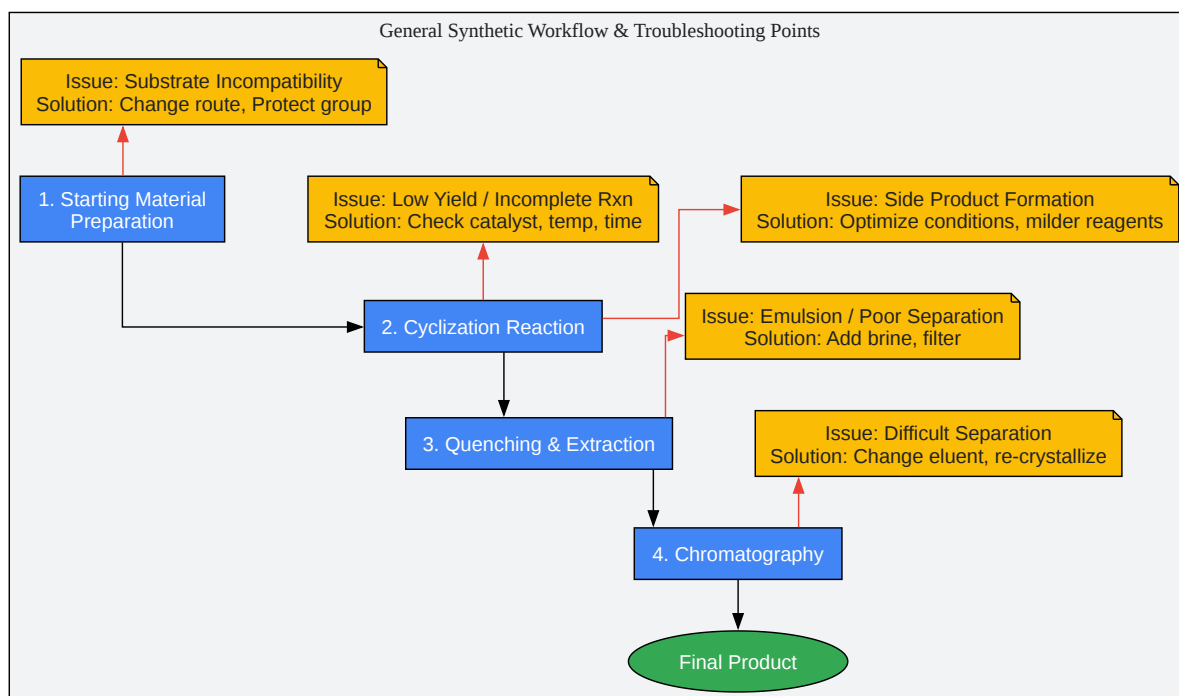 General Synthetic Workflow & Troubleshooting Points
Issue: Substrate Incompatibility
Solution: Change route, Protect group
1. Starting Material
Preparation
Issue: Low Yield / Incomplete Rxn
Solution: Check catalyst, temp, time
Issue: Side Product Formation
Solution: Optimize conditions, milder reagents
2. Cyclization Reaction
Issue: Emulsion / Poor Separation
Solution: Add brine, filter
3. Quenching & Extraction
Issue: Difficult Separation
Solution: Change eluent, re-crystallize
4. Chromatography
Final Product